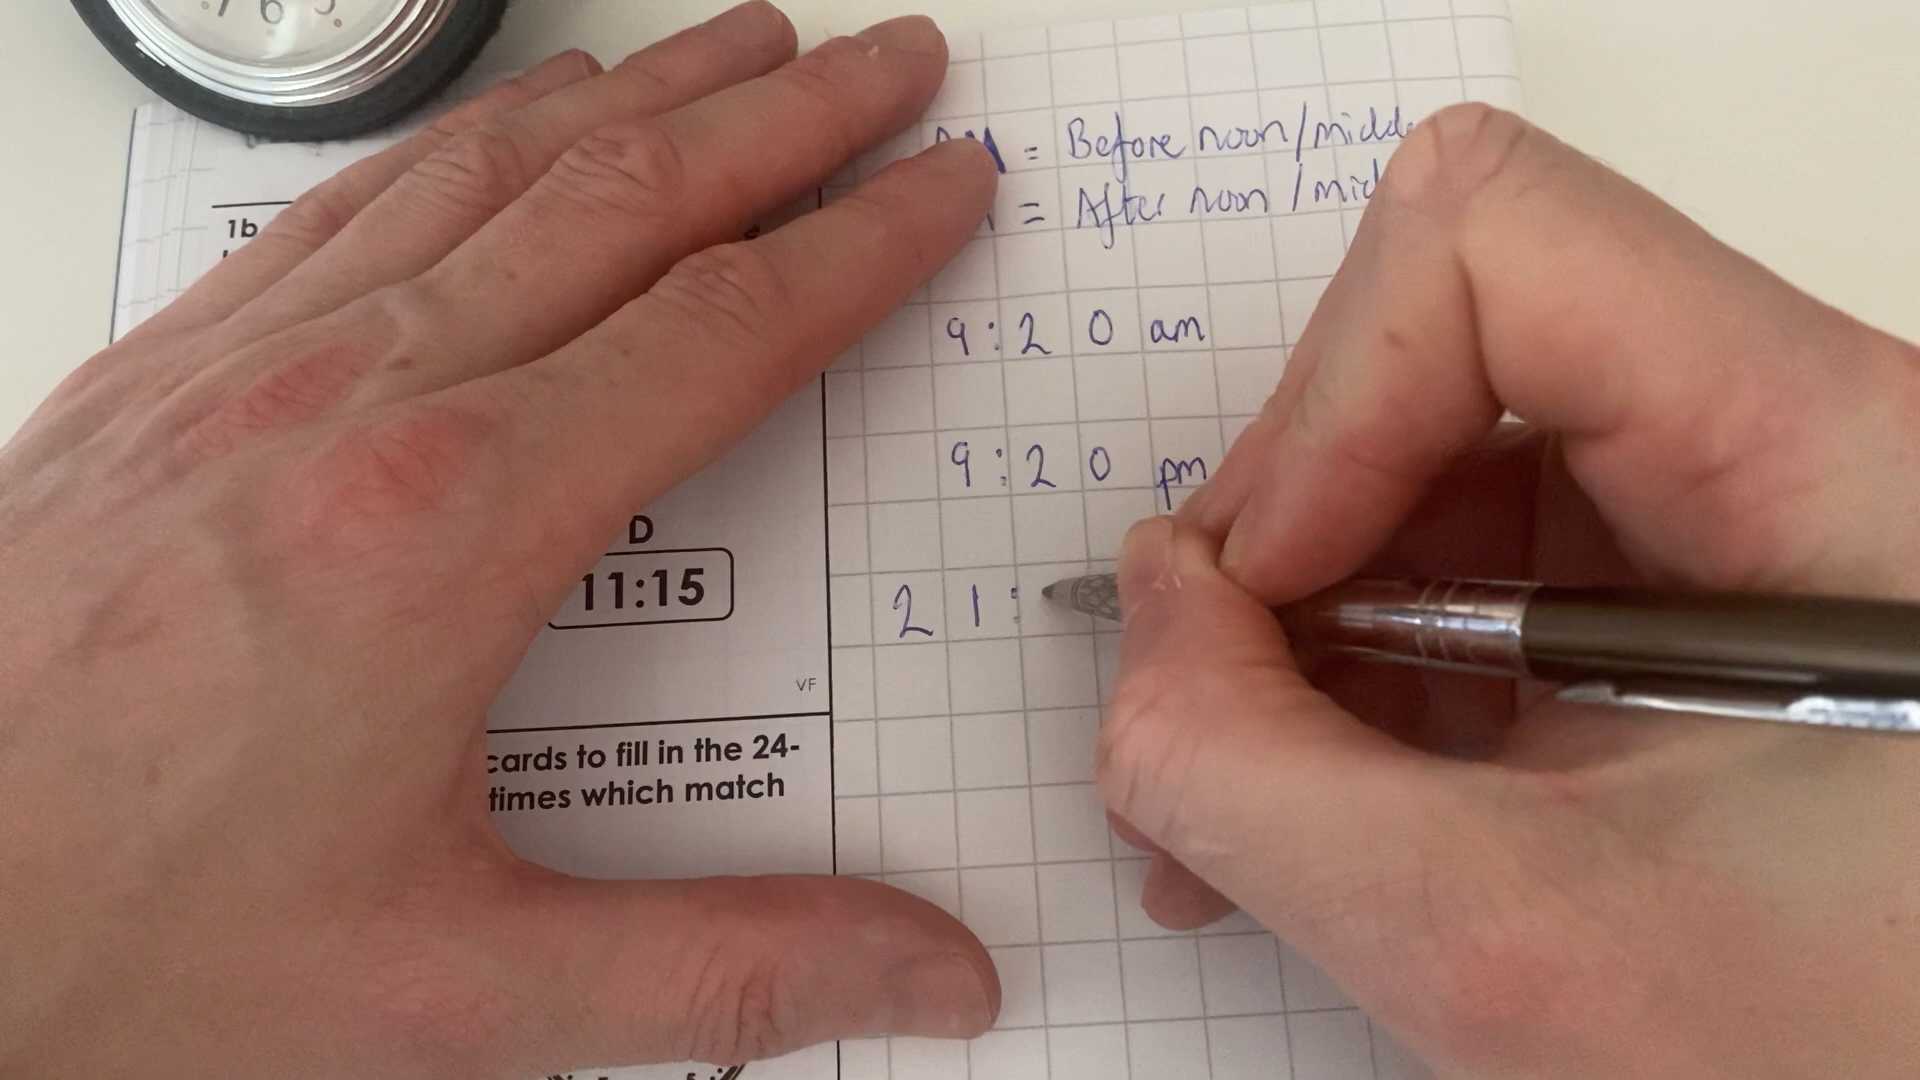 6
1b
= Before noon/midd
= After noon/mid
9:20 am
9:20 pm
D
11:15
21:
VF
cards to fill in the 24-
times which match